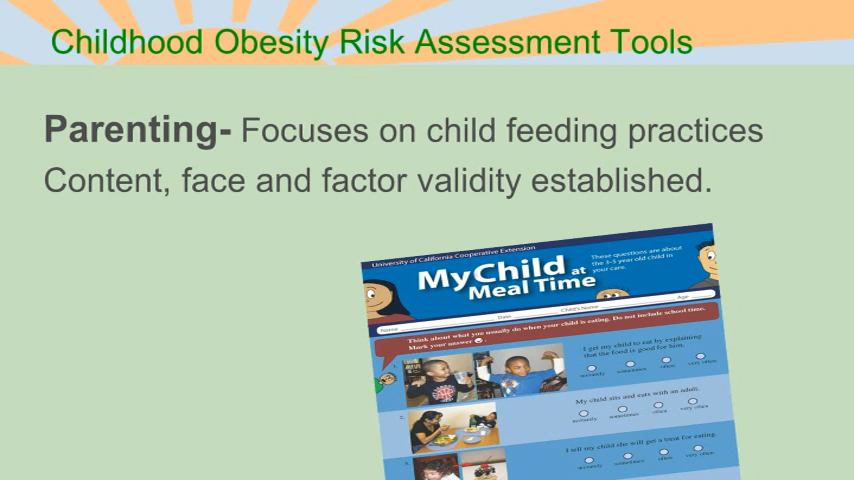 Childhood Obesity Risk Assessment Tools
Parenting- Focuses on child feeding practices
Content, face and factor validity established.
University of California Cooperative Extension
These questions are about
the 3-5 year old child in
your care.
MyChild at
Meal Time
Name Date Child's Name Age
Think about what you usually do when your child is eating. Do not include school time.
Mark your answer
1.
I get my child to eat by explaining
that the food is good for him.
sometimes often very often
2.
My child sits and eats with an adult.
sometimes often very often
3.
I tell my child she will get a treat for eating.
sometimes often very often